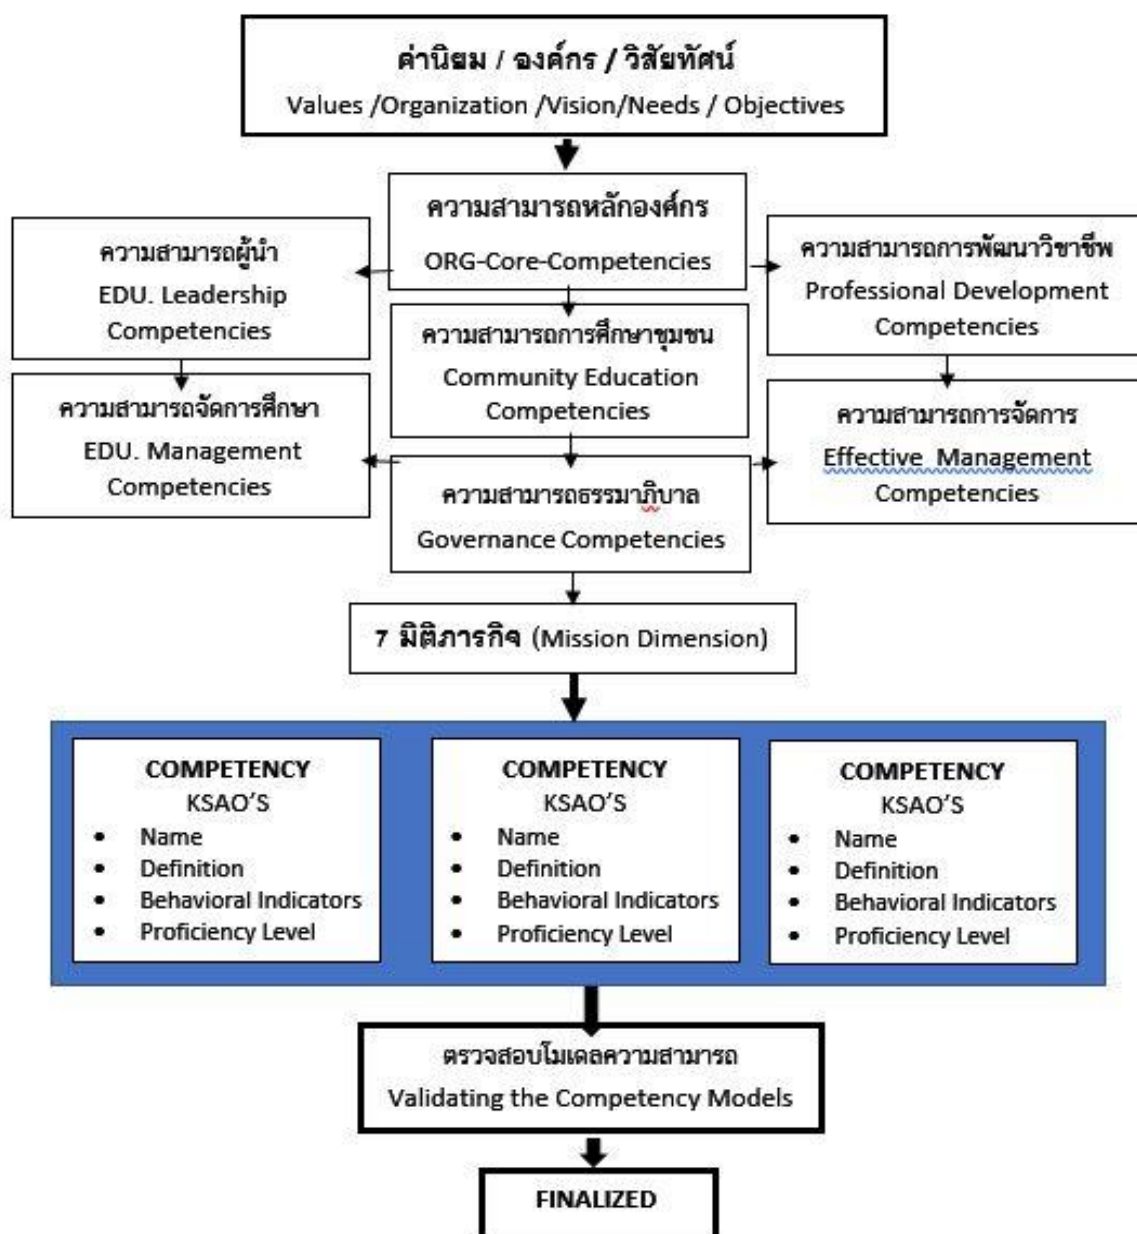 ค่านิยม / องค์กร / วิสัยทัศน์
Values /Organization /Vision/Needs / Objectives
ความสามารถหลักองค์กร
ORG-Core-Competencies
ความสามารถผู้นำ
EDU. Leadership
Competencies
ความสามารถการพัฒนาวิชาชีพ
Professional Development
Competencies
ความสามารถการศึกษาชุมชน
Community Education
Competencies
ความสามารถจัดการศึกษา
EDU. Management
Competencies
ความสามารถการจัดการ
Effective Management
Competencies
ความสามารถธรรมาภิบาล
Governance Competencies
7 มิติภารกิจ (Mission Dimension)
COMPETENCY
KSAO'S
• Name
• Definition
• Behavioral Indicators
• Proficiency Level
COMPETENCY
KSAO'S
• Name
• Definition
• Behavioral Indicators
• Proficiency Level
COMPETENCY
KSAO'S
• Name
• Definition
• Behavioral Indicators
• Proficiency Level
ตรวจสอบโมเดลความสามารถ
Validating the Competency Models
FINALIZED